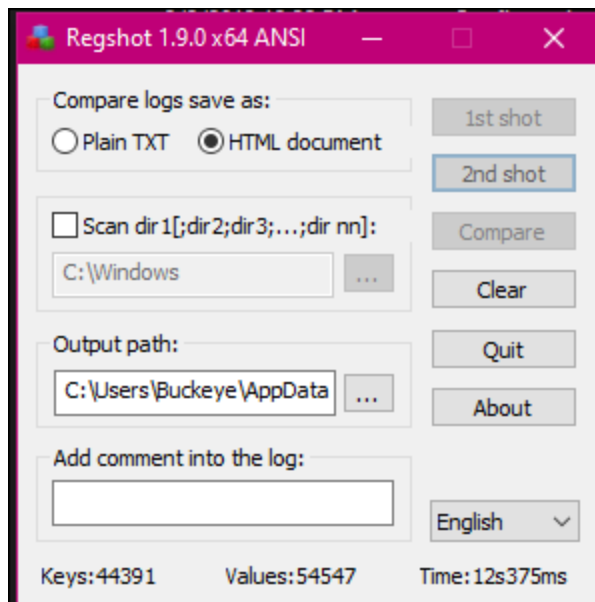 Regshot 1.9.0 x64 ANSI
Compare logs save as:
Plain TXT HTML document
1st shot
2nd shot
Scan dir1[;dir2;dir3;...;dir nn]:
Compare
C:\Windows ...
Clear
Output path:
Quit
C:\Users\Buckeye\AppData ...
About
Add comment into the log:
English
Keys:44391 Values:54547 Time:12s375ms